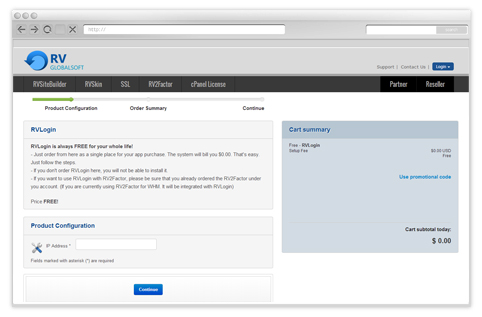 http://
RV
GLOBALSOFT
Support | Contact Us | Login
RVSiteBuilder RVSkin SSL RV2Factor cPanel License Partner Reseller
Product Configuration Order Summary Continue
RVLogin
RVLogin is always FREE for your whole life!
- Just order from here as a single place for your app purchase. The system will bill you $0.00. That's easy
Just follow the steps.
- If you don't order RVLogin here, you will not be able to install it
- If you want to use RVLogin with RV2Factor, please be sure that you already ordered the RV2Factor under
you account. (if you are currently using RV2Factor for WHM. It will be integrated with RVLogin)
Price FREE!
Product Configuration
IP Address *
Fields marked with asterisk (*) are required
Continue
Cart summary
Free - RVLogin
Setup Fee $0.00 USD
Free
Use promotional code
Cart subtotal today:
$ 0.00